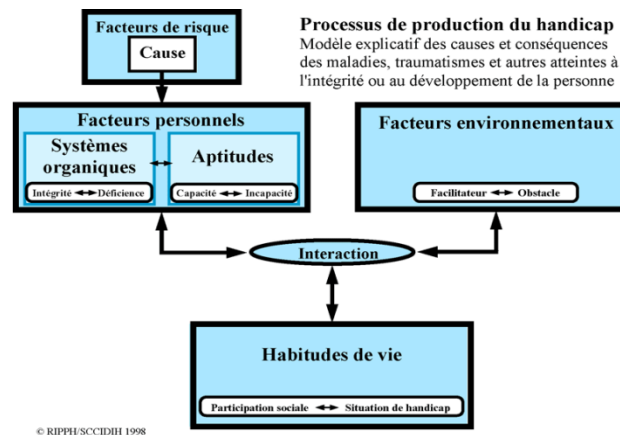 Facteurs de risque
Cause
Processus de production du handicap
Modèle explicatif des causes et conséquences
des maladies, traumatismes et autres atteintes à
l'intégrité ou au développement de la personne
Facteurs personnels
Systèmes
organiques
Aptitudes
Intégrité Déficience
Capacité Incapacité
Facteurs environnementaux
Facilitateur Obstacle
Interaction
Habitudes de vie
Participation sociale Situation de handicap
© RIPPH/SCCIDIH 1998